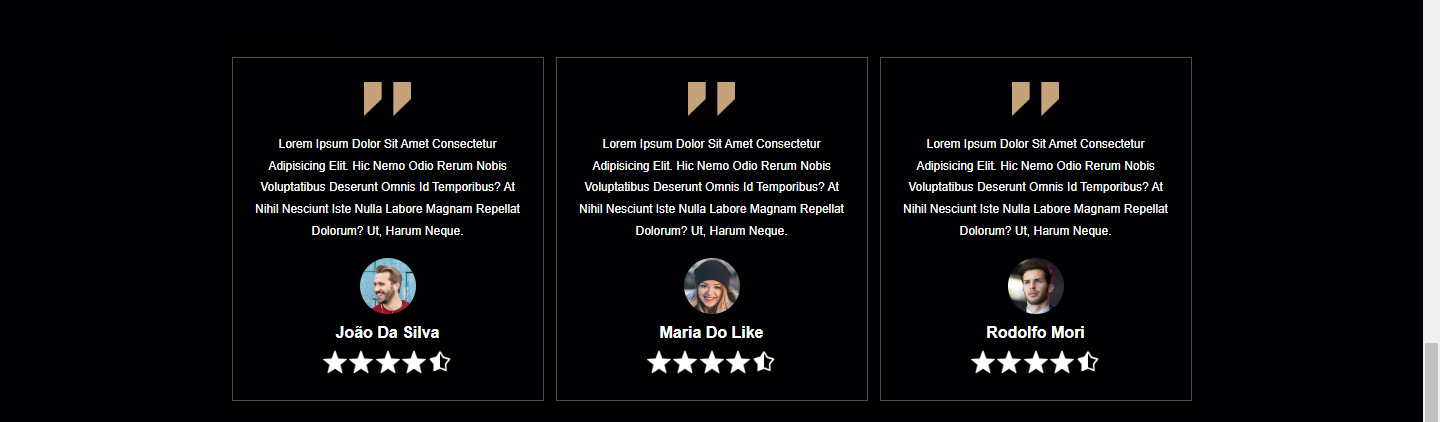 Lorem Ipsum Dolor Sit Amet Consectetur
Adipisicing Elit. Hic Nemo Odio Rerum Nobis
Voluptatibus Deserunt Omnis Id Temporibus? At
Nihil Nesciunt Iste Nulla Labore Magnam Repellat
Dolorum? Ut, Harum Neque.
João Da Silva
Lorem Ipsum Dolor Sit Amet Consectetur
Adipisicing Elit. Hic Nemo Odio Rerum Nobis
Voluptatibus Deserunt Omnis Id Temporibus? At
Nihil Nesciunt Iste Nulla Labore Magnam Repellat
Dolorum? Ut, Harum Neque.
Maria Do Like
Lorem Ipsum Dolor Sit Amet Consectetur
Adipisicing Elit. Hic Nemo Odio Rerum Nobis
Voluptatibus Deserunt Omnis Id Temporibus? At
Nihil Nesciunt Iste Nulla Labore Magnam Repellat
Dolorum? Ut, Harum Neque.
Rodolfo Mori